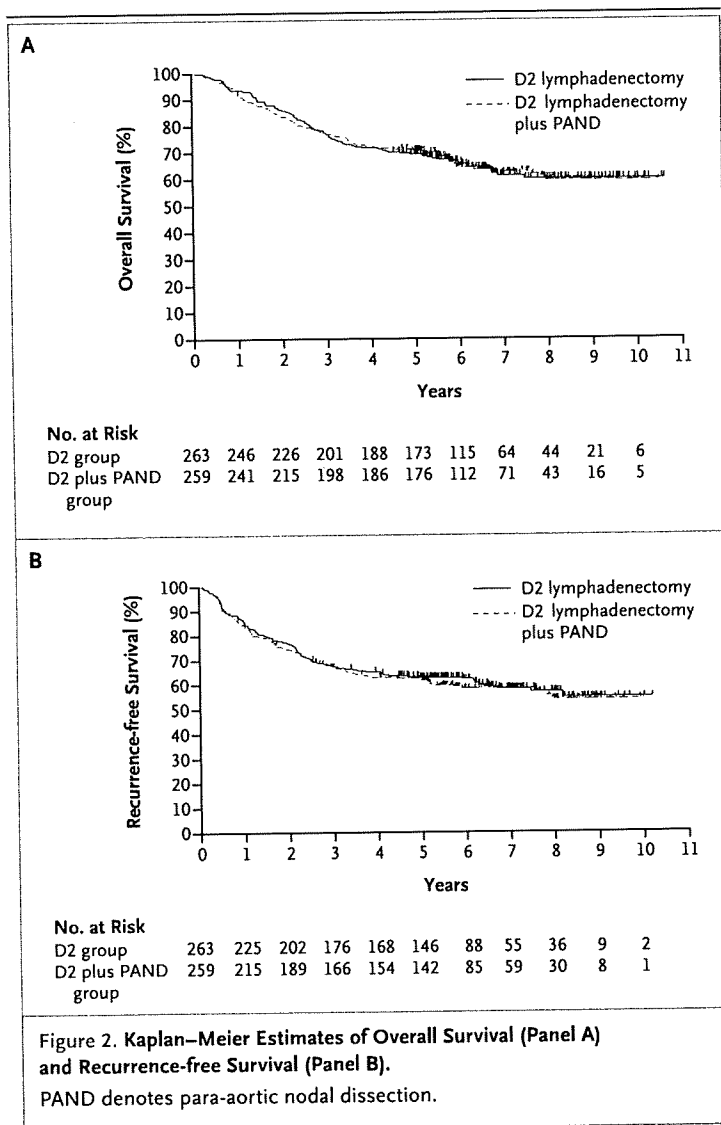 A
100
90
80
70
60
50
40
30
20
10
0
Overall Survival (%)
D2 lymphadenectomy
D2 lymphadenectomy
plus PAND
0 1 2 3 4 5 6 7 8 9 10 11
Years
No. at Risk
D2 group 263 246 226 201 188 173 115 64 44 21 6
D2 plus PAND 259 241 215 198 186 176 112 71 43 16 5
group
B
100
90
80
70
60
50
40
30
20
10
0
Recurrence-free Survival (%)
D2 lymphadenectomy
D2 lymphadenectomy
plus PAND
0 1 2 3 4 5 6 7 8 9 10 11
Years
No. at Risk
D2 group 263 225 202 176 168 146 88 55 36 9 2
D2 plus PAND 259 215 189 166 154 142 85 59 30 8 1
group
Figure 2. Kaplan–Meier Estimates of Overall Survival (Panel A)
and Recurrence-free Survival (Panel B).
PAND denotes para-aortic nodal dissection.